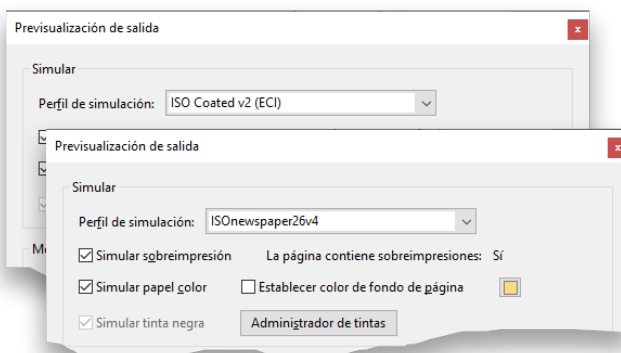 Previsualización de salida
x
Simular
Perfil de simulación: ISO Coated v2 (ECI)
Previsualización de salida
x
Simular
Perfil de simulación: ISOnewspaper26v4
Simular sobreimpresión La página contiene sobreimpresiones: Sí
Simular papel color Establecer color de fondo de página
Simular tinta negra Administrador de tintas